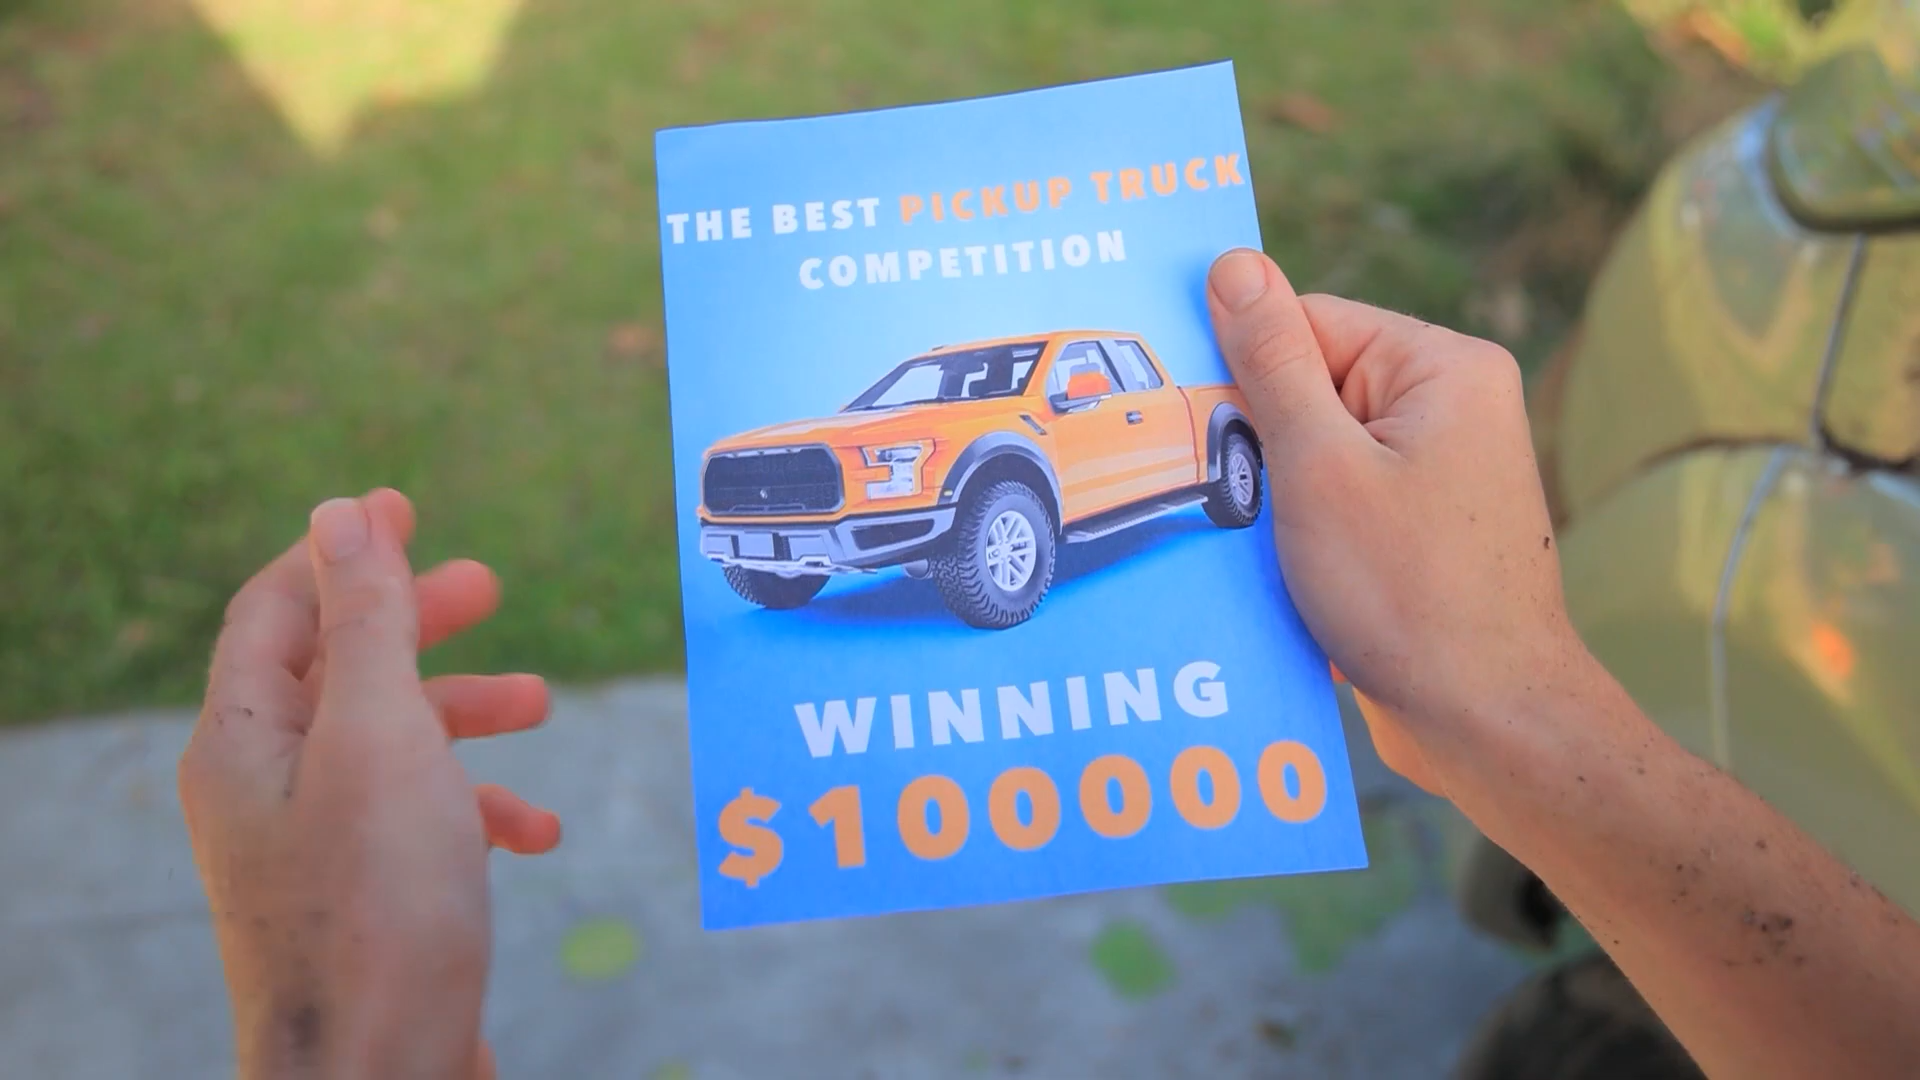 THE BEST PICKUP TRUCK
COMPETITION
WINNING
$100000